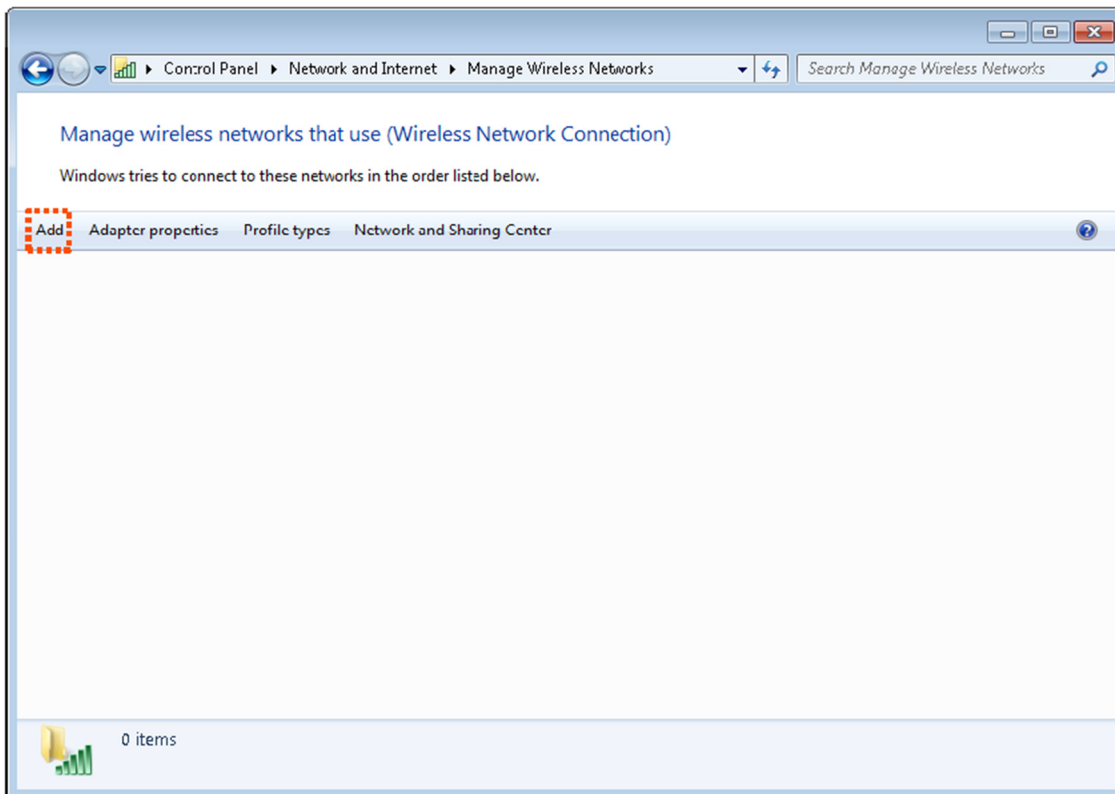 Control Panel Network and Internet Manage Wireless Networks Search Manage Wireless Networks
Manage wireless networks that use (Wireless Network Connection)
Windows tries to connect to these networks in the order listed below.
Add Adapter properties Profile types Network and Sharing Center
0 items